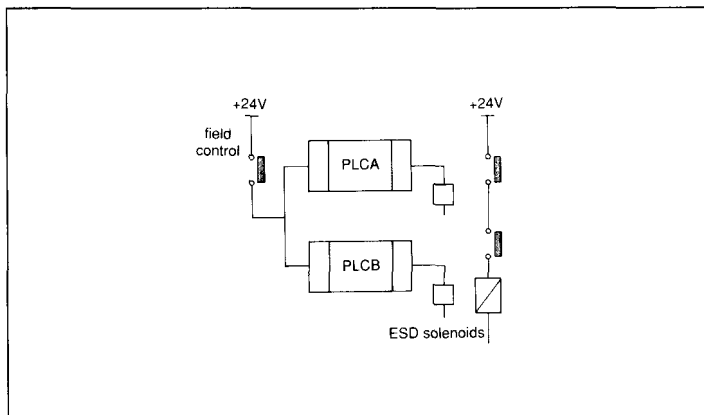 +24V
+24V
field
control
PLCA
PLCB
ESD solenoids